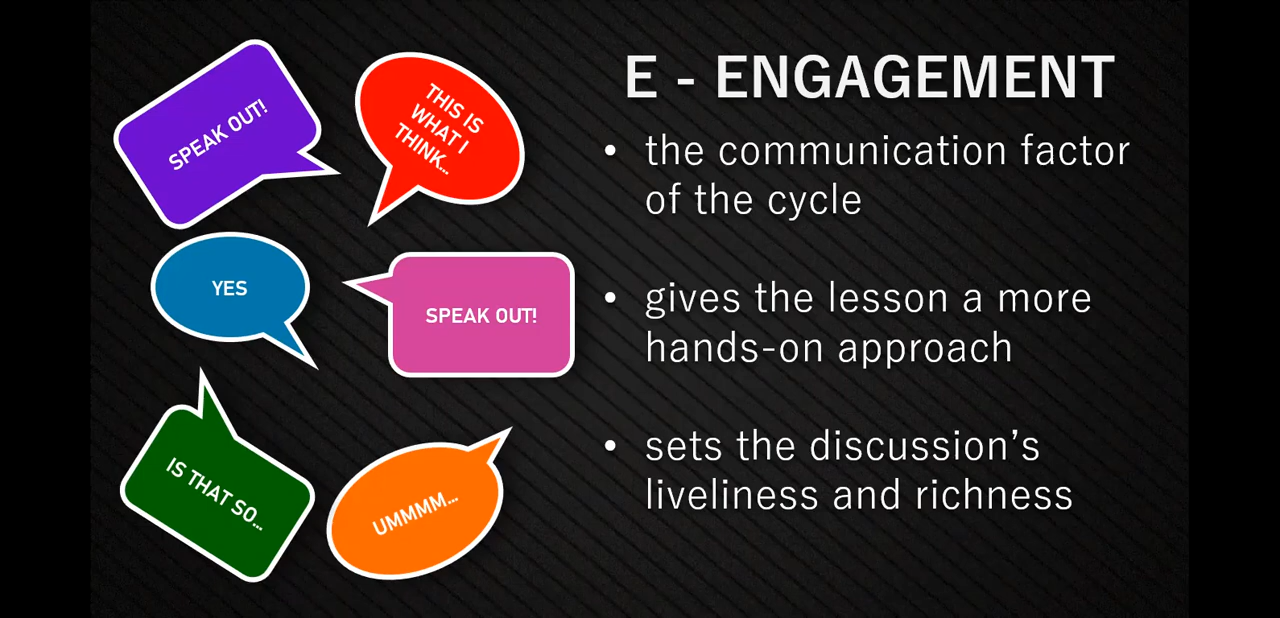 SPEAK OUT!
THIS IS
WHAT I
THINK...
YES
SPEAK OUT!
IS THAT SO...
UMMMM...
E - ENGAGEMENT
• the communication factor
of the cycle
• gives the lesson a more
hands-on approach
• sets the discussion’s
liveliness and richness